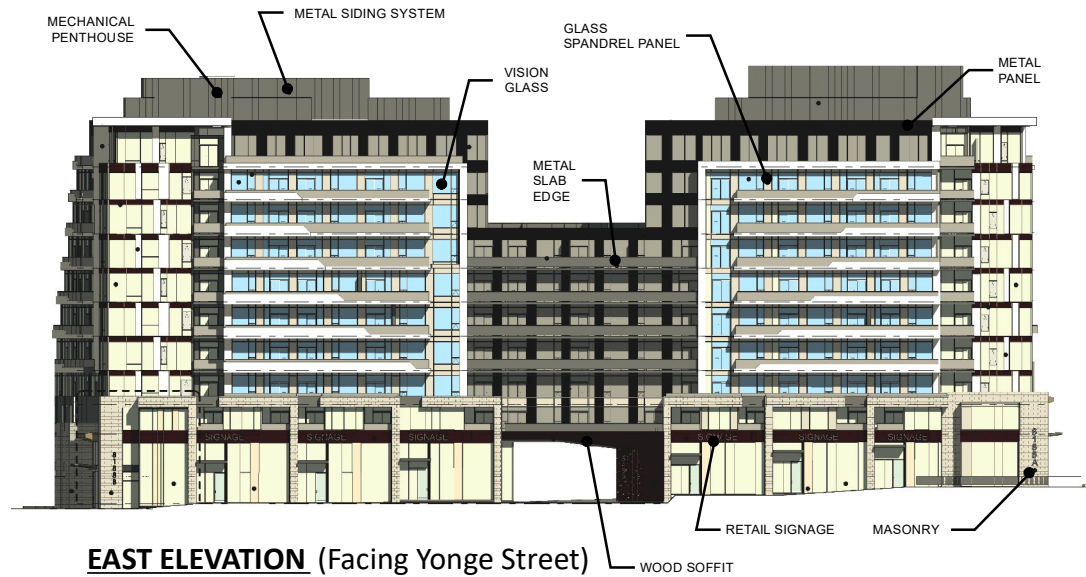 METAL SIDING SYSTEM
MECHANICAL
PENTHOUSE
GLASS
SPANDREL PANEL
VISION
GLASS
METAL
PANEL
METAL
SLAB
EDGE
SIGNAGE
SIGNAGE
SIGNAGE
SIGNAGE
SIGNAGE
SIGNAGE
RETAIL SIGNAGE
MASONRY
WOOD SOFFIT
EAST ELEVATION (Facing Yonge Street)